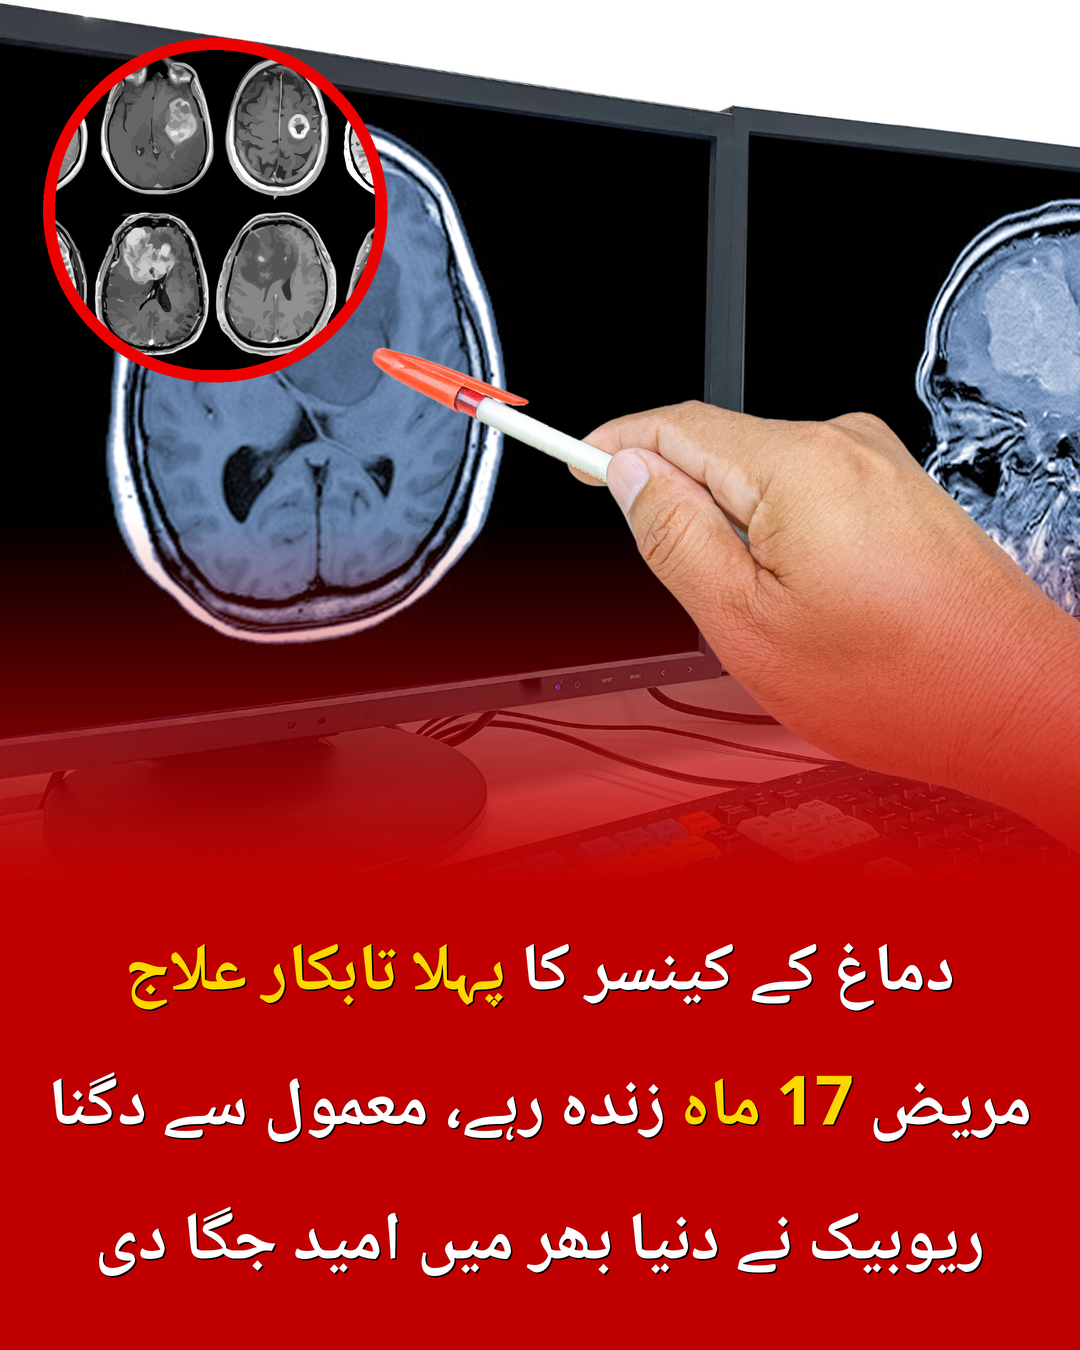 دماغ کے کینسر کا پہلا تابکار علاج
مریض 17 ماہ زندہ رہے، معمول سے دگنا
ریوبیک نے دنیا بھر میں امید جگا دی